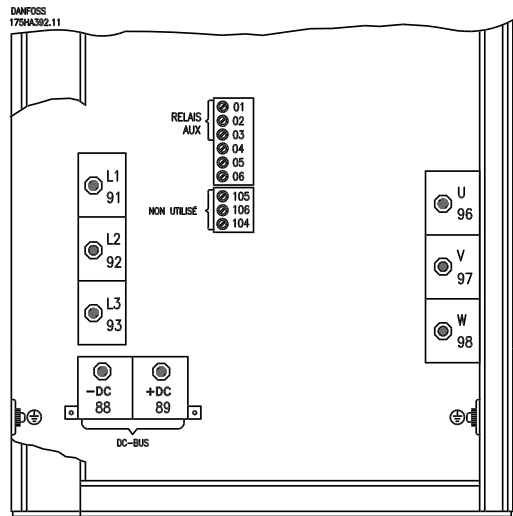 DANFOSS
175HA392.11
RELAIS
AUX
01
02
03
04
05
06
NON UTILISÉ
105
106
104
L1
91
L2
92
L3
93
U
96
V
97
W
98
-DC
88
+DC
89
DC-BUS